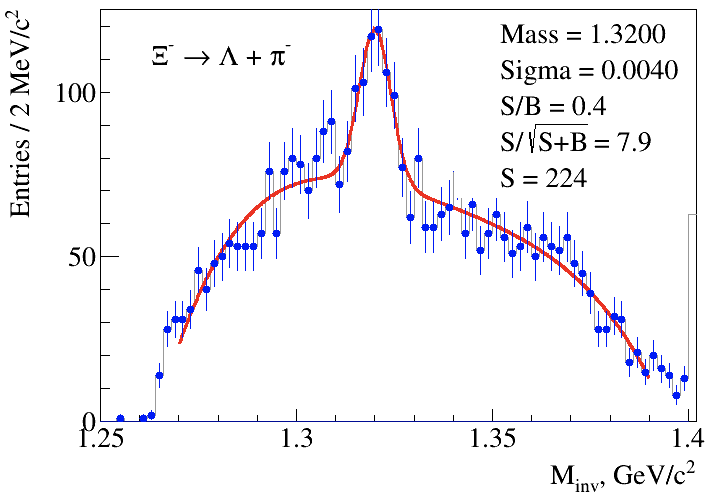 Entries / 2 MeV/c²
Ξ⁻ → Λ + π⁻
Mass = 1.3200
Sigma = 0.0040
S/B = 0.4
S/√S+B = 7.9
S = 224
100
50
0
1.25 1.3 1.35 1.4
M_inv, GeV/c²